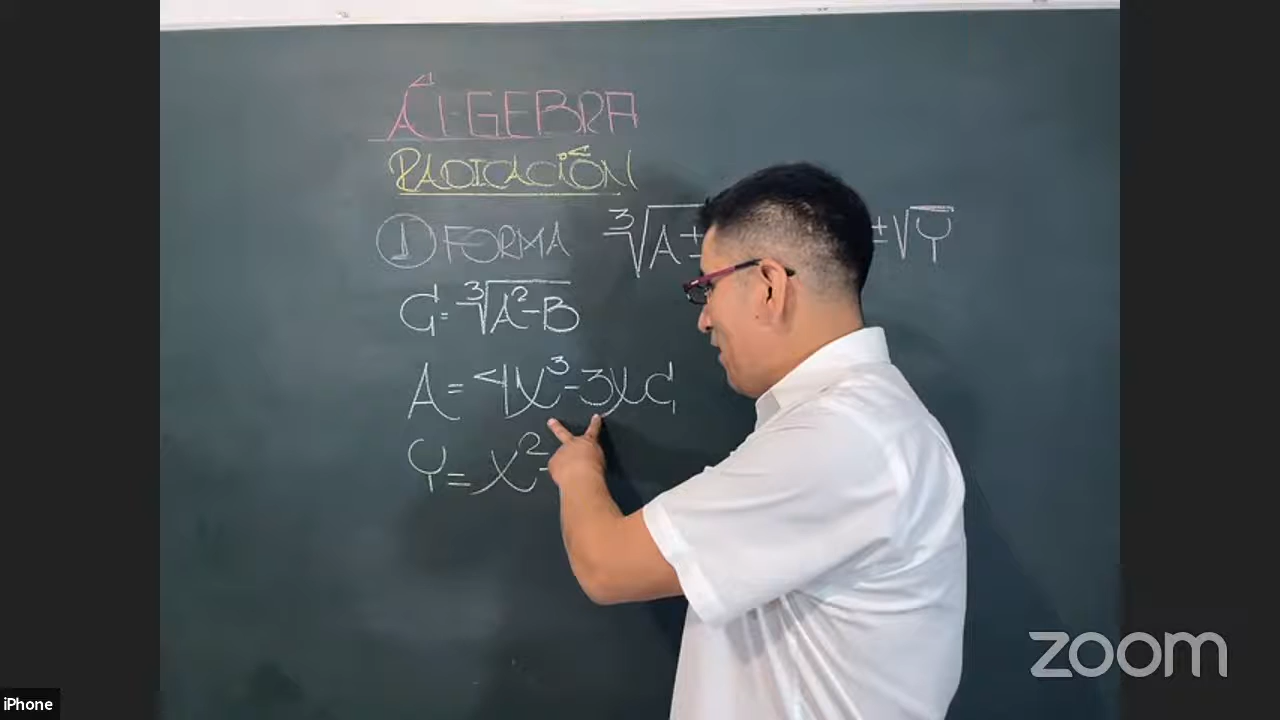 ÁLGEBRA
RADICACIÓN
① FORMA ∛A± ±√Y
C=∛A²-B
A=4X³-3XC
Y=X²-
zoom
iPhone